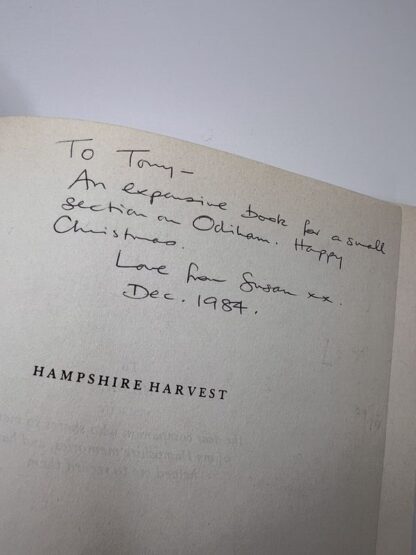 To Tony -
An expensive book for a small
section on Odiham. Happy
Christmas.
Love from Susan xx.
Dec. 1984.
HAMPSHIRE HARVEST